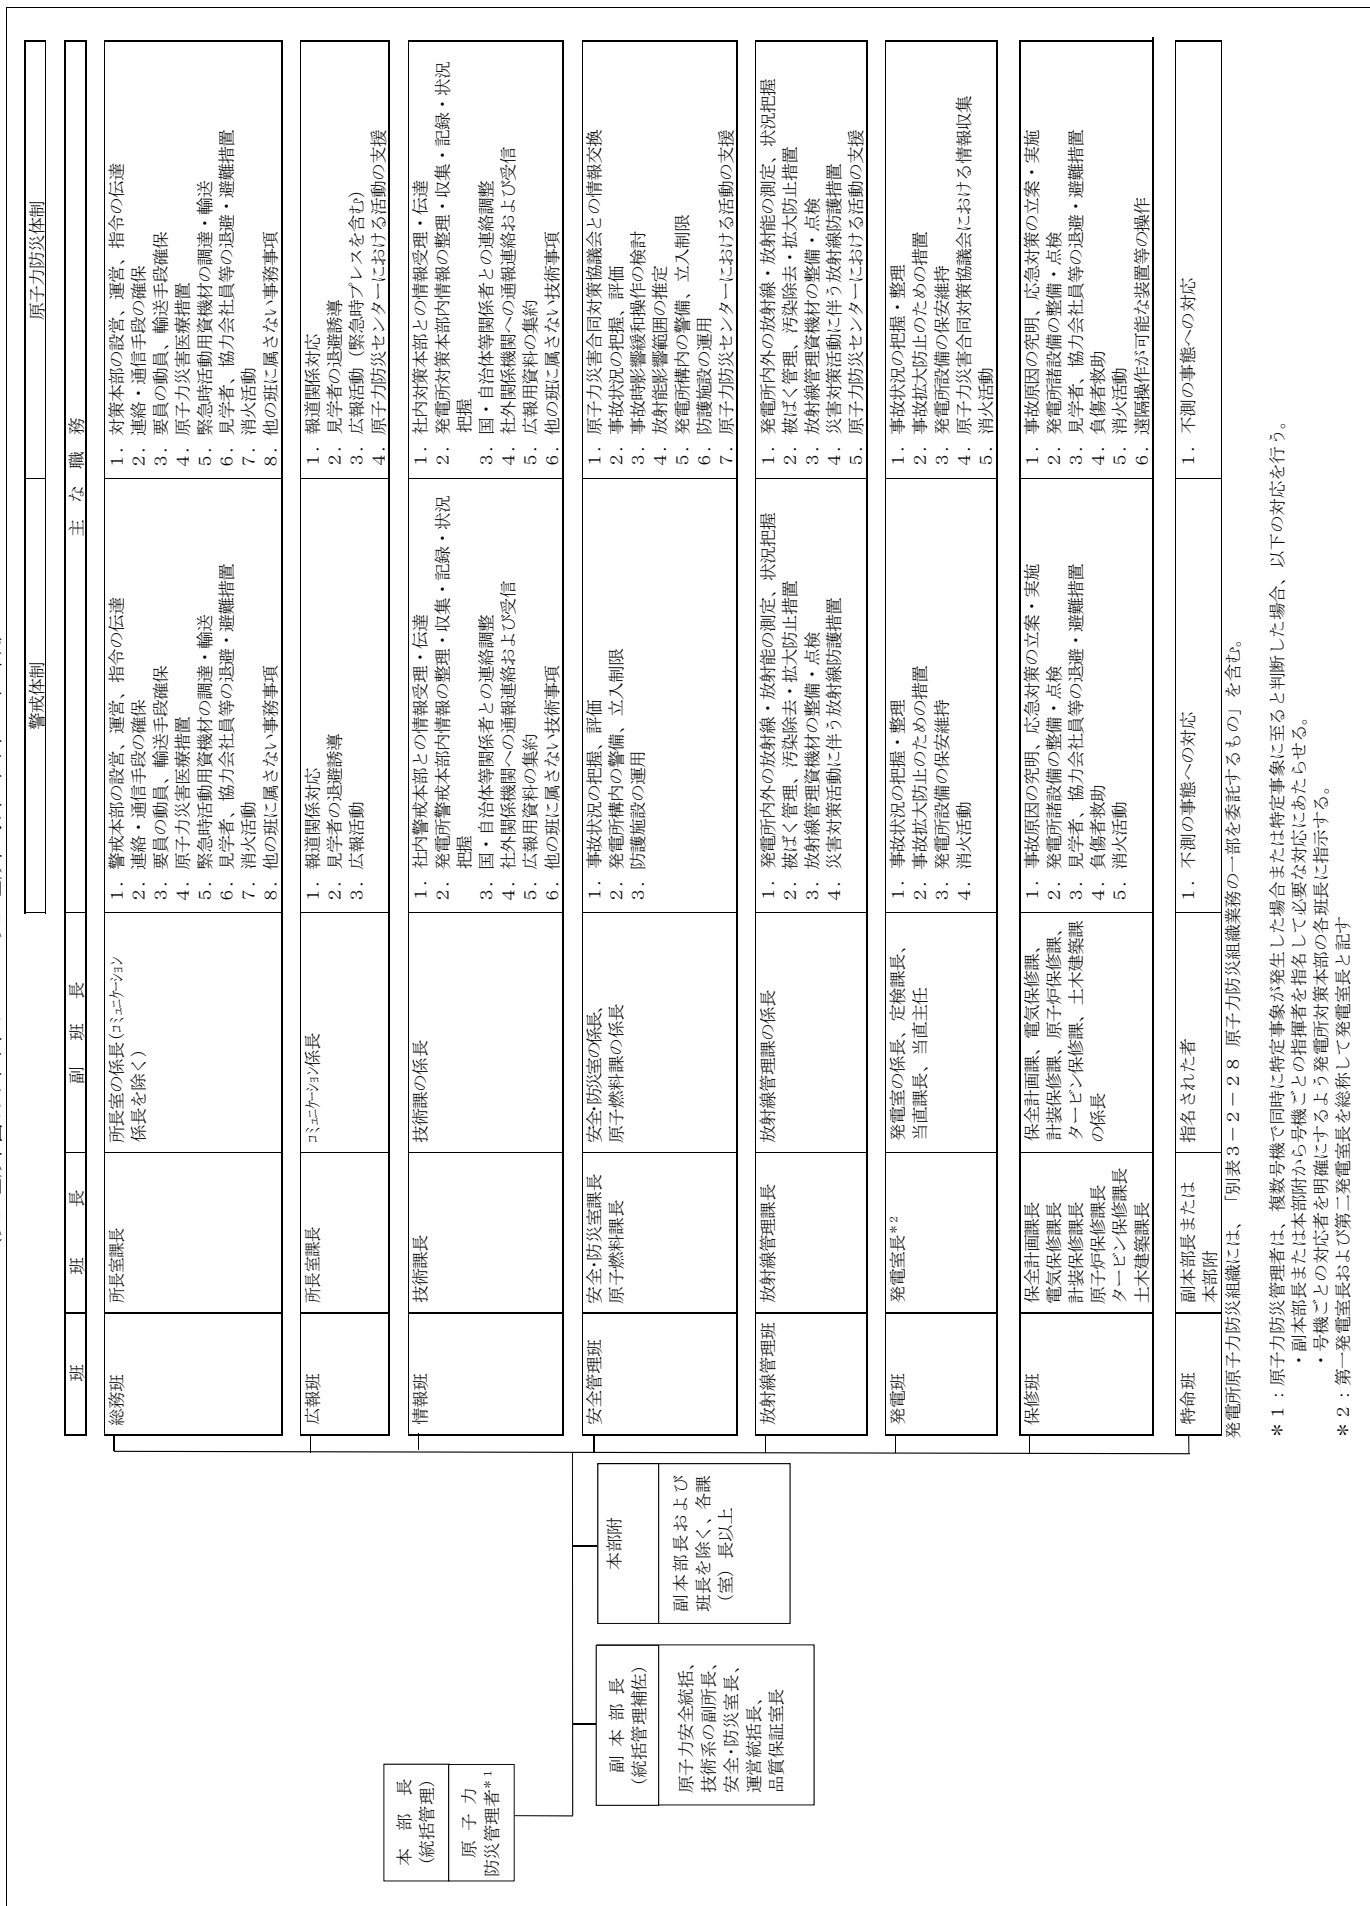 警戒体制
原子力防災体制
班
班　長
副　班　長
主　な　職　務
総務班
所長室課長
所長室の係長(コミュニケーション
係長を除く)
1．警戒本部の設営、運営、指令の伝達
2．連絡・通信手段の確保
3．要員の動員、輸送手段確保
4．原子力災害医療措置
5．緊急時活動用資機材の調達・輸送
6．見学者、協力会社員等の退避・避難措置
7．消火活動
8．他の班に属さない事務事項
1．対策本部の設営、運営、指令の伝達
2．連絡・通信手段の確保
3．要員の動員、輸送手段確保
4．原子力災害医療措置
5．緊急時活動用資機材の調達・輸送
6．見学者、協力会社員等の退避・避難措置
7．消火活動
8．他の班に属さない事務事項
広報班
所長室課長
コミュニケーション係長
1．報道関係対応
2．見学者の退避誘導
3．広報活動
1．報道関係対応
2．見学者の退避誘導
3．広報活動（緊急時プレスを含む）
4．原子力防災センターにおける活動の支援
情報班
技術課長
技術課の係長
1．社内警戒本部との情報受理・伝達
2．発電所警戒本部内情報の整理・収集・記録・状況
把握
3．国・自治体等関係者との連絡調整
4．社外関係機関への通報連絡および受信
5．広報用資料の集約
6．他の班に属さない技術事項
1．社内対策本部との情報受理・伝達
2．発電所対策本部内情報の整理・収集・記録・状況
把握
3．国・自治体等関係者との連絡調整
4．社外関係機関への通報連絡および受信
5．広報用資料の集約
6．他の班に属さない技術事項
安全管理班
安全・防災室課長
原子燃料課長
安全・防災室の係長、
原子燃料課の係長
1．事故状況の把握、評価
2．発電所構内の警備、立入制限
3．防護施設の運用
1．原子力災害合同対策協議会との情報交換
2．事故状況の把握、評価
3．事故時影響緩和操作の検討
4．放射能影響範囲の推定
5．発電所構内の警備、立入制限
6．防護施設の運用
7．原子力防災センターにおける活動の支援
放射線管理班
放射線管理課長
放射線管理課の係長
1．発電所内外の放射線・放射能の測定、状況把握
2．被ばく管理、汚染除去・拡大防止措置
3．放射線管理資機材の整備・点検
4．災害対策活動に伴う放射線防護措置
1．発電所内外の放射線・放射能の測定、状況把握
2．被ばく管理、汚染除去・拡大防止措置
3．放射線管理資機材の整備・点検
4．災害対策活動に伴う放射線防護措置
5．原子力防災センターにおける活動の支援
発電班
発電室長＊２
発電室の係長、定検課長、
当直課長、当直主任
1．事故状況の把握・整理
2．事故拡大防止のための措置
3．発電所設備の保安維持
4．消火活動
1．事故状況の把握・整理
2．事故拡大防止のための措置
3．発電所設備の保安維持
4．原子力災害合同対策協議会における情報収集
5．消火活動
保修班
保全計画課長
電気保修課長
計装保修課長
原子炉保修課長
タービン保修課長
土木建築課長
保全計画課、電気保修課、
計装保修課、原子炉保修課、
タービン保修課、土木建築課
の係長
1．事故原因の究明、応急対策の立案・実施
2．発電所諸設備の整備・点検
3．見学者、協力会社員等の退避・避難措置
4．負傷者救助
5．消火活動
1．事故原因の究明、応急対策の立案・実施
2．発電所諸設備の整備・点検
3．見学者、協力会社員等の退避・避難措置
4．負傷者救助
5．消火活動
6．遠隔操作が可能な装置等の操作
特命班
副本部長または
本部附
指名された者
1．不測の事態への対応
1．不測の事態への対応
本　部　長
(統括管理)
原　子　力
防災管理者＊１
副　本　部　長
(統括管理補佐)
原子力安全統括、
技術系の副所長、
安全・防災室長、
運営統括長、
品質保証室長
本部附
副本部長および
班長を除く、各課
（室）長以上
発電所原子力防災組織には、「別表３－２－２８ 原子力防災組織業務の一部を委託するもの」を含む。
＊１：原子力防災管理者は、複数号機で同時に特定事象が発生した場合または特定事象に至ると判断した場合、以下の対応を行う。
・副本部長または本部附から号機ごとの指揮者を指名して必要な対応にあたらせる。
・号機ごとの対応者を明確にするよう発電所対策本部の各班長に指示する。
＊２：第一発電室長および第二発電室長を総称して発電室長と記す